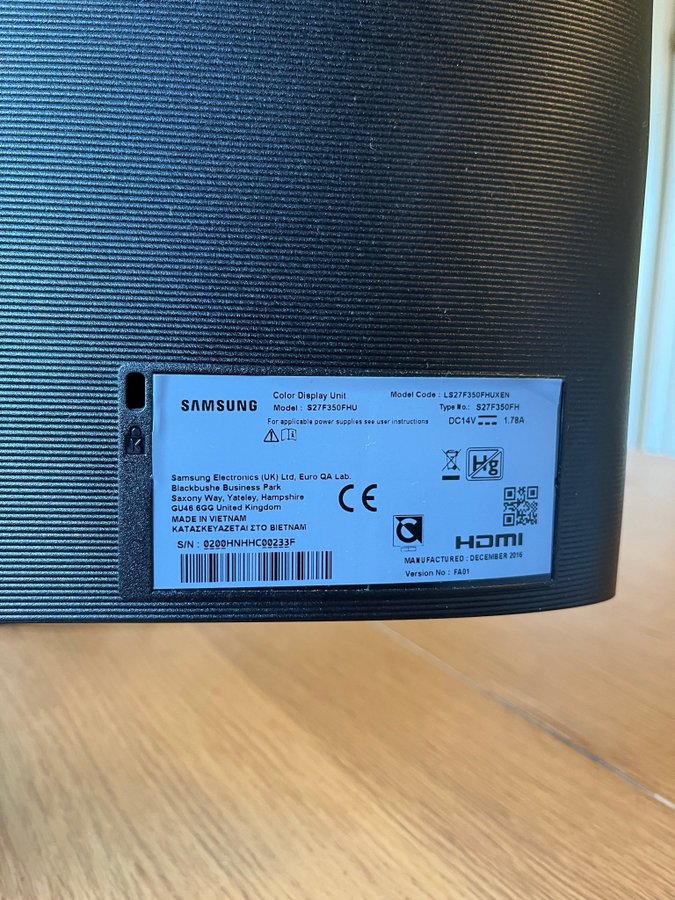 SAMSUNG
Color Display Unit
Model : S27F350FHU
Model Code : LS27F350FHUXEN
Type No.: S27F350FH
For applicable power supplies see user instructions
DC14V 1.78A
Hg
Samsung Electronics (UK) Ltd, Euro QA Lab.
Blackbushe Business Park
Saxony Way, Yateley, Hampshire
GU46 6GG United Kingdom
MADE IN VIETNAM
ΚΑΤΑΣΚΕΥΑΖΕΤΑΙ ΣΤΟ ΒΙΕΤΝΑΜ
CE
S/N : 0200HNHHC00233F
HDMI
MANUFACTURED : DECEMBER 2016
Version No : FA01